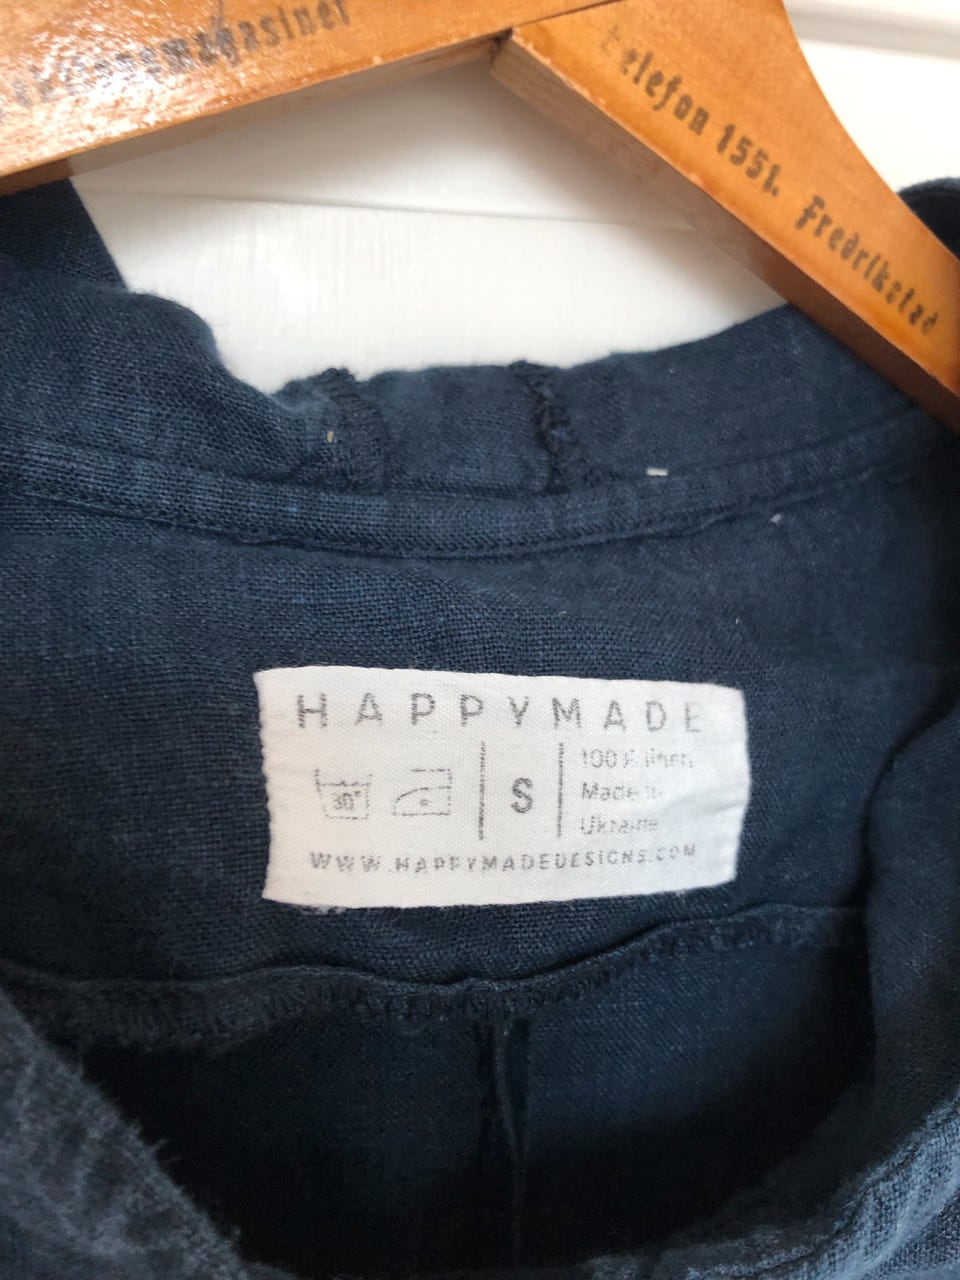 telefon 1551. Fredrikstad
HAPPYMADE
30°
S
100% linen
Made in
Ukraine
WWW.HAPPYMADEDESIGNS.COM